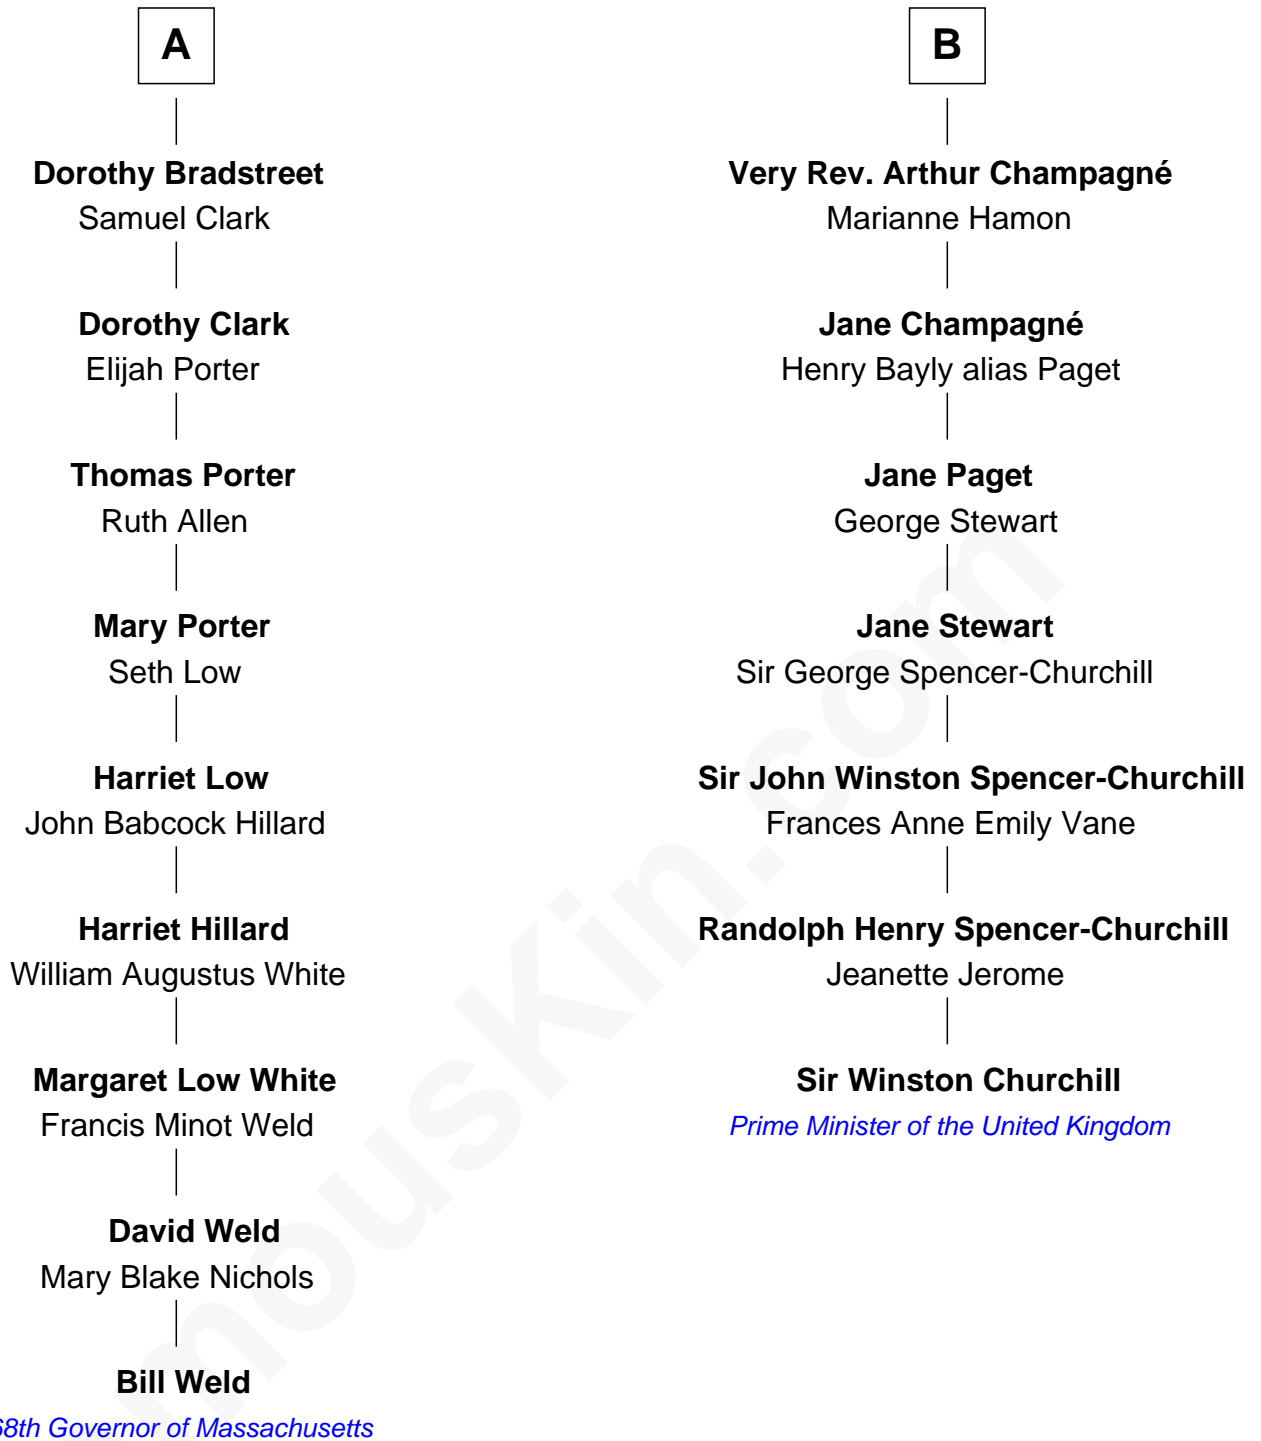 A
Dorothy Bradstreet
Samuel Clark
Dorothy Clark
Elijah Porter
Thomas Porter
Ruth Allen
Mary Porter
Seth Low
Harriet Low
John Babcock Hillard
Harriet Hillard
William Augustus White
Margaret Low White
Francis Minot Weld
David Weld
Mary Blake Nichols
Bill Weld
68th Governor of Massachusetts
B
Very Rev. Arthur Champagné
Marianne Hamon
Jane Champagné
Henry Bayly alias Paget
Jane Paget
George Stewart
Jane Stewart
Sir George Spencer-Churchill
Sir John Winston Spencer-Churchill
Frances Anne Emily Vane
Randolph Henry Spencer-Churchill
Jeanette Jerome
Sir Winston Churchill
Prime Minister of the United Kingdom
mousKin.com